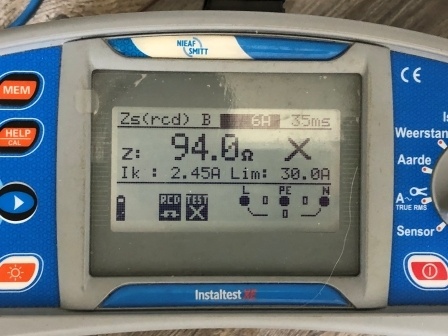 NIEAF
SMITT
MEM
HELP
CAL
Zs(rcd) B 6A 35ms
Z: 94.0Ω X
Ik : 2.45A Lim: 30.0A
RCD TEST L PE N
Instaltest XE
CE
Weerstan
Aarde
A
TRUE RMS
Sensor